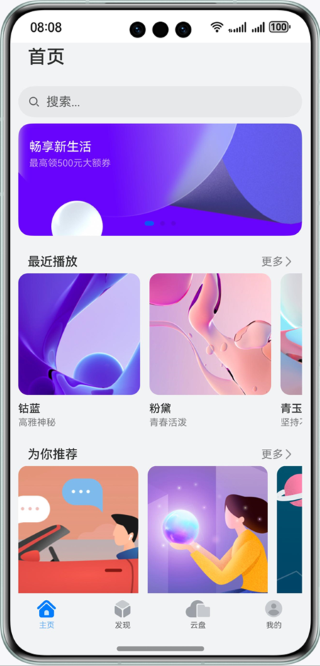 08:08
100
首页
搜索...
畅享新生活
最高领500元大额券
最近播放
更多
钴蓝
高雅神秘
粉黛
青春活泼
青玉
坚持
为你推荐
更多
主页
发现
云盘
我的